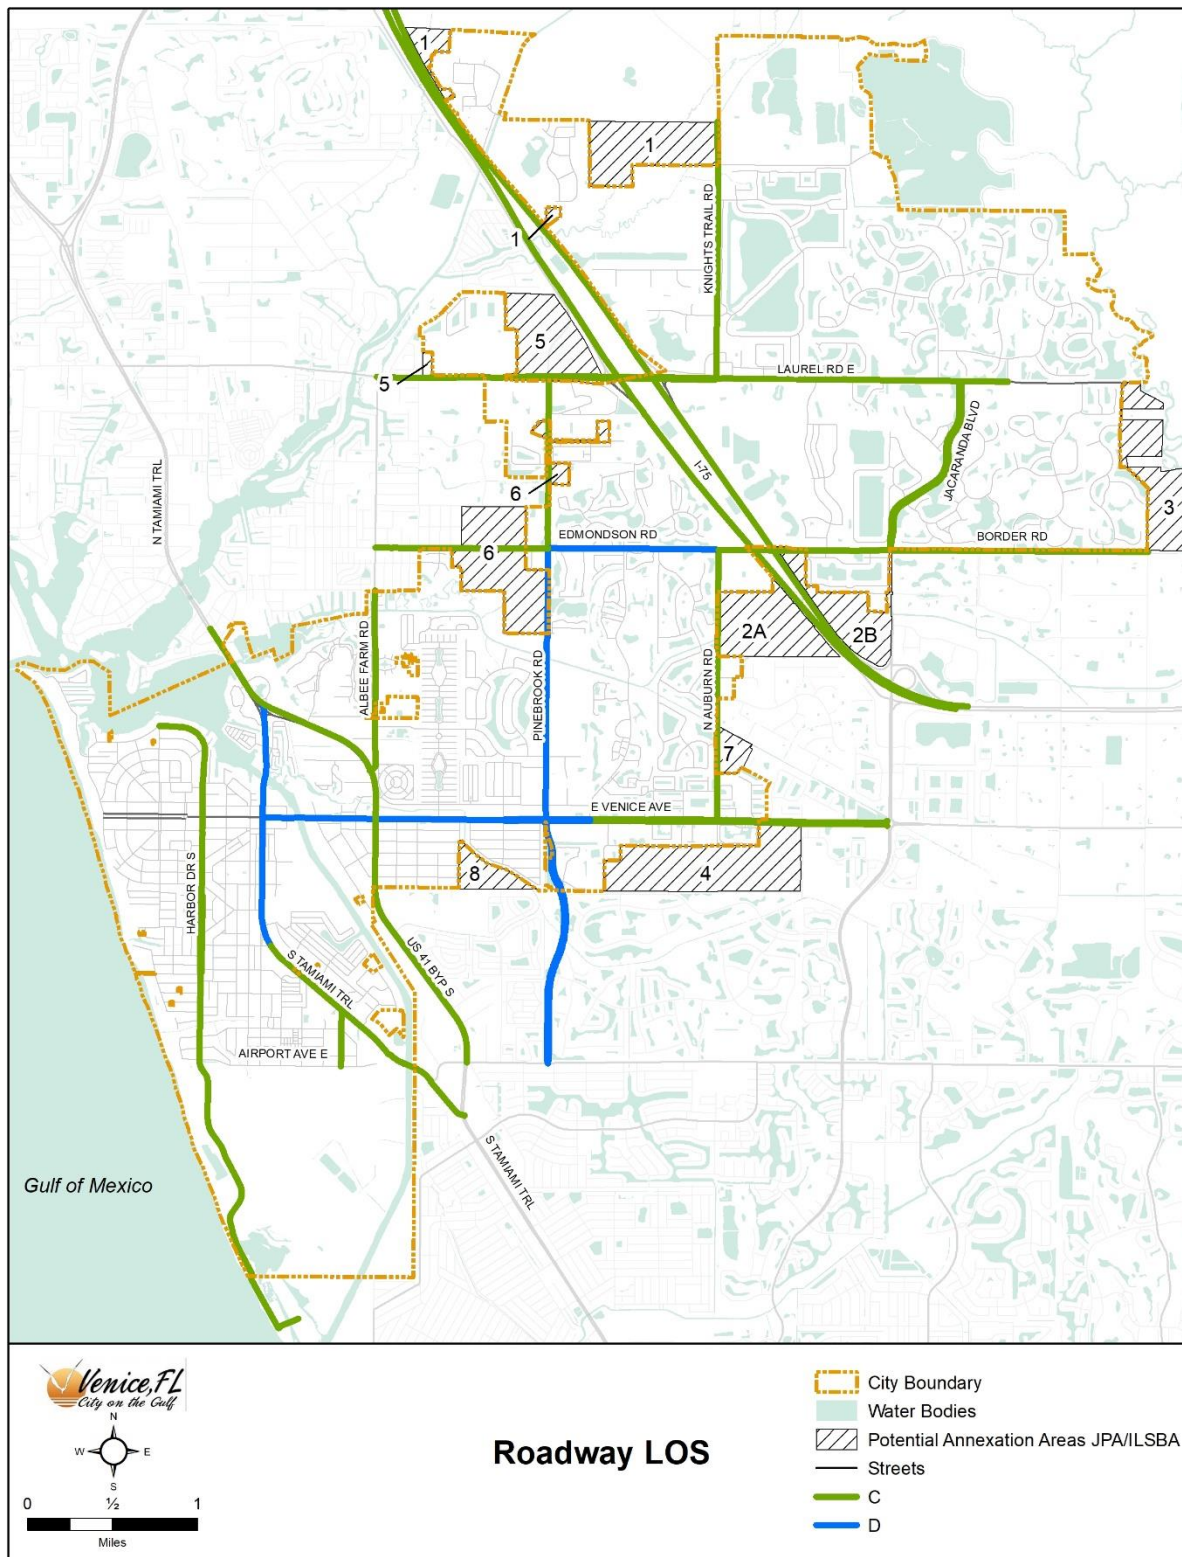 1
1
KNIGHTS TRAIL RD
1
5
LAUREL RD E
5
JACARANDA BLVD
N TAMIAMI TRL
I-75
6
3
EDMONDSON RD
BORDER RD
6
2A
2B
ALBEE FARM RD
PINEBROOK RD
N AUBURN RD
7
E VENICE AVE
HARBOR DR S
8
4
US 41 BYP S
S TAMIAMI TRL
AIRPORT AVE E
S TAMIAMI TRL
Gulf of Mexico
Venice, FL
City on the Gulf
N
W
E
S
0
½
1
Miles
Roadway LOS
City Boundary
Water Bodies
Potential Annexation Areas JPA/ILSBA
Streets
C
D